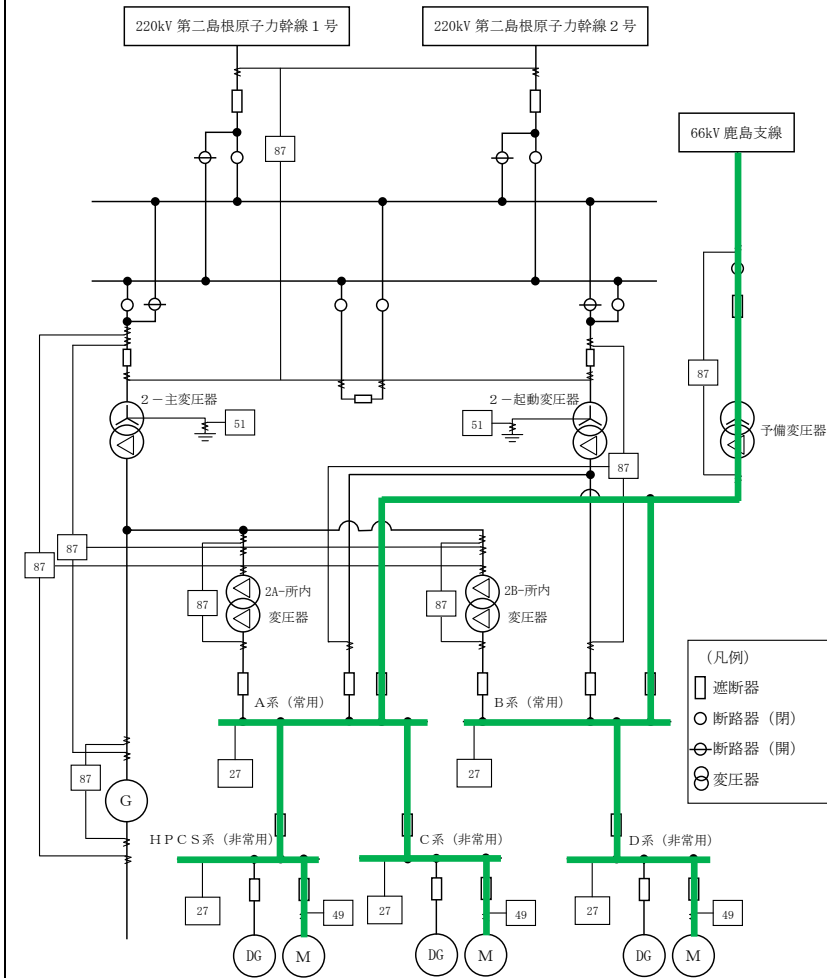 220kV 第二島根原子力幹線１号
220kV 第二島根原子力幹線２号
66kV 鹿島支線
87
87
２－主変圧器
51
２－起動変圧器
51
予備変圧器
87
87
87
87
2A-所内
変圧器
87
2B-所内
変圧器
87
Ａ系（常用）
Ｂ系（常用）
27
27
87
G
ＨＰＣＳ系（非常用）
Ｃ系（非常用）
Ｄ系（非常用）
27
49
27
49
27
49
DG
M
DG
M
DG
M
（凡例）
遮断器
断路器（閉）
断路器（開）
変圧器